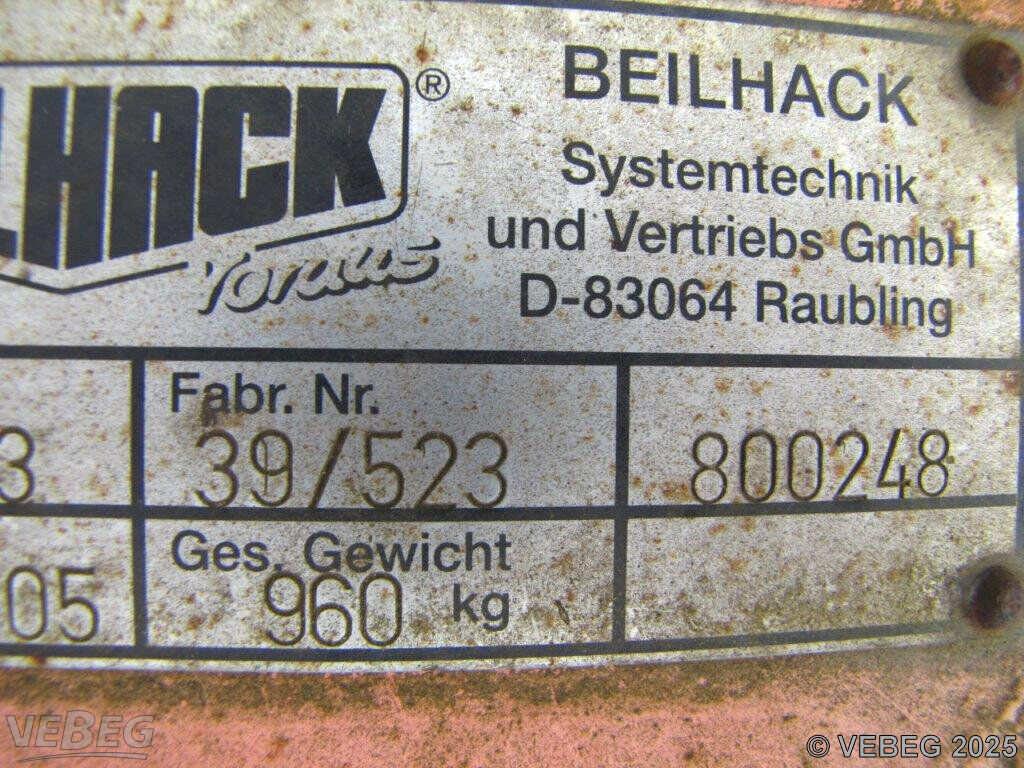 LHACK®
Voraus
BEILHACK
Systemtechnik
und Vertriebs GmbH
D-83064 Raubling
Fabr. Nr.
3 39/523 800248
Ges. Gewicht
05 960 kg
VEBEG
© VEBEG 2025